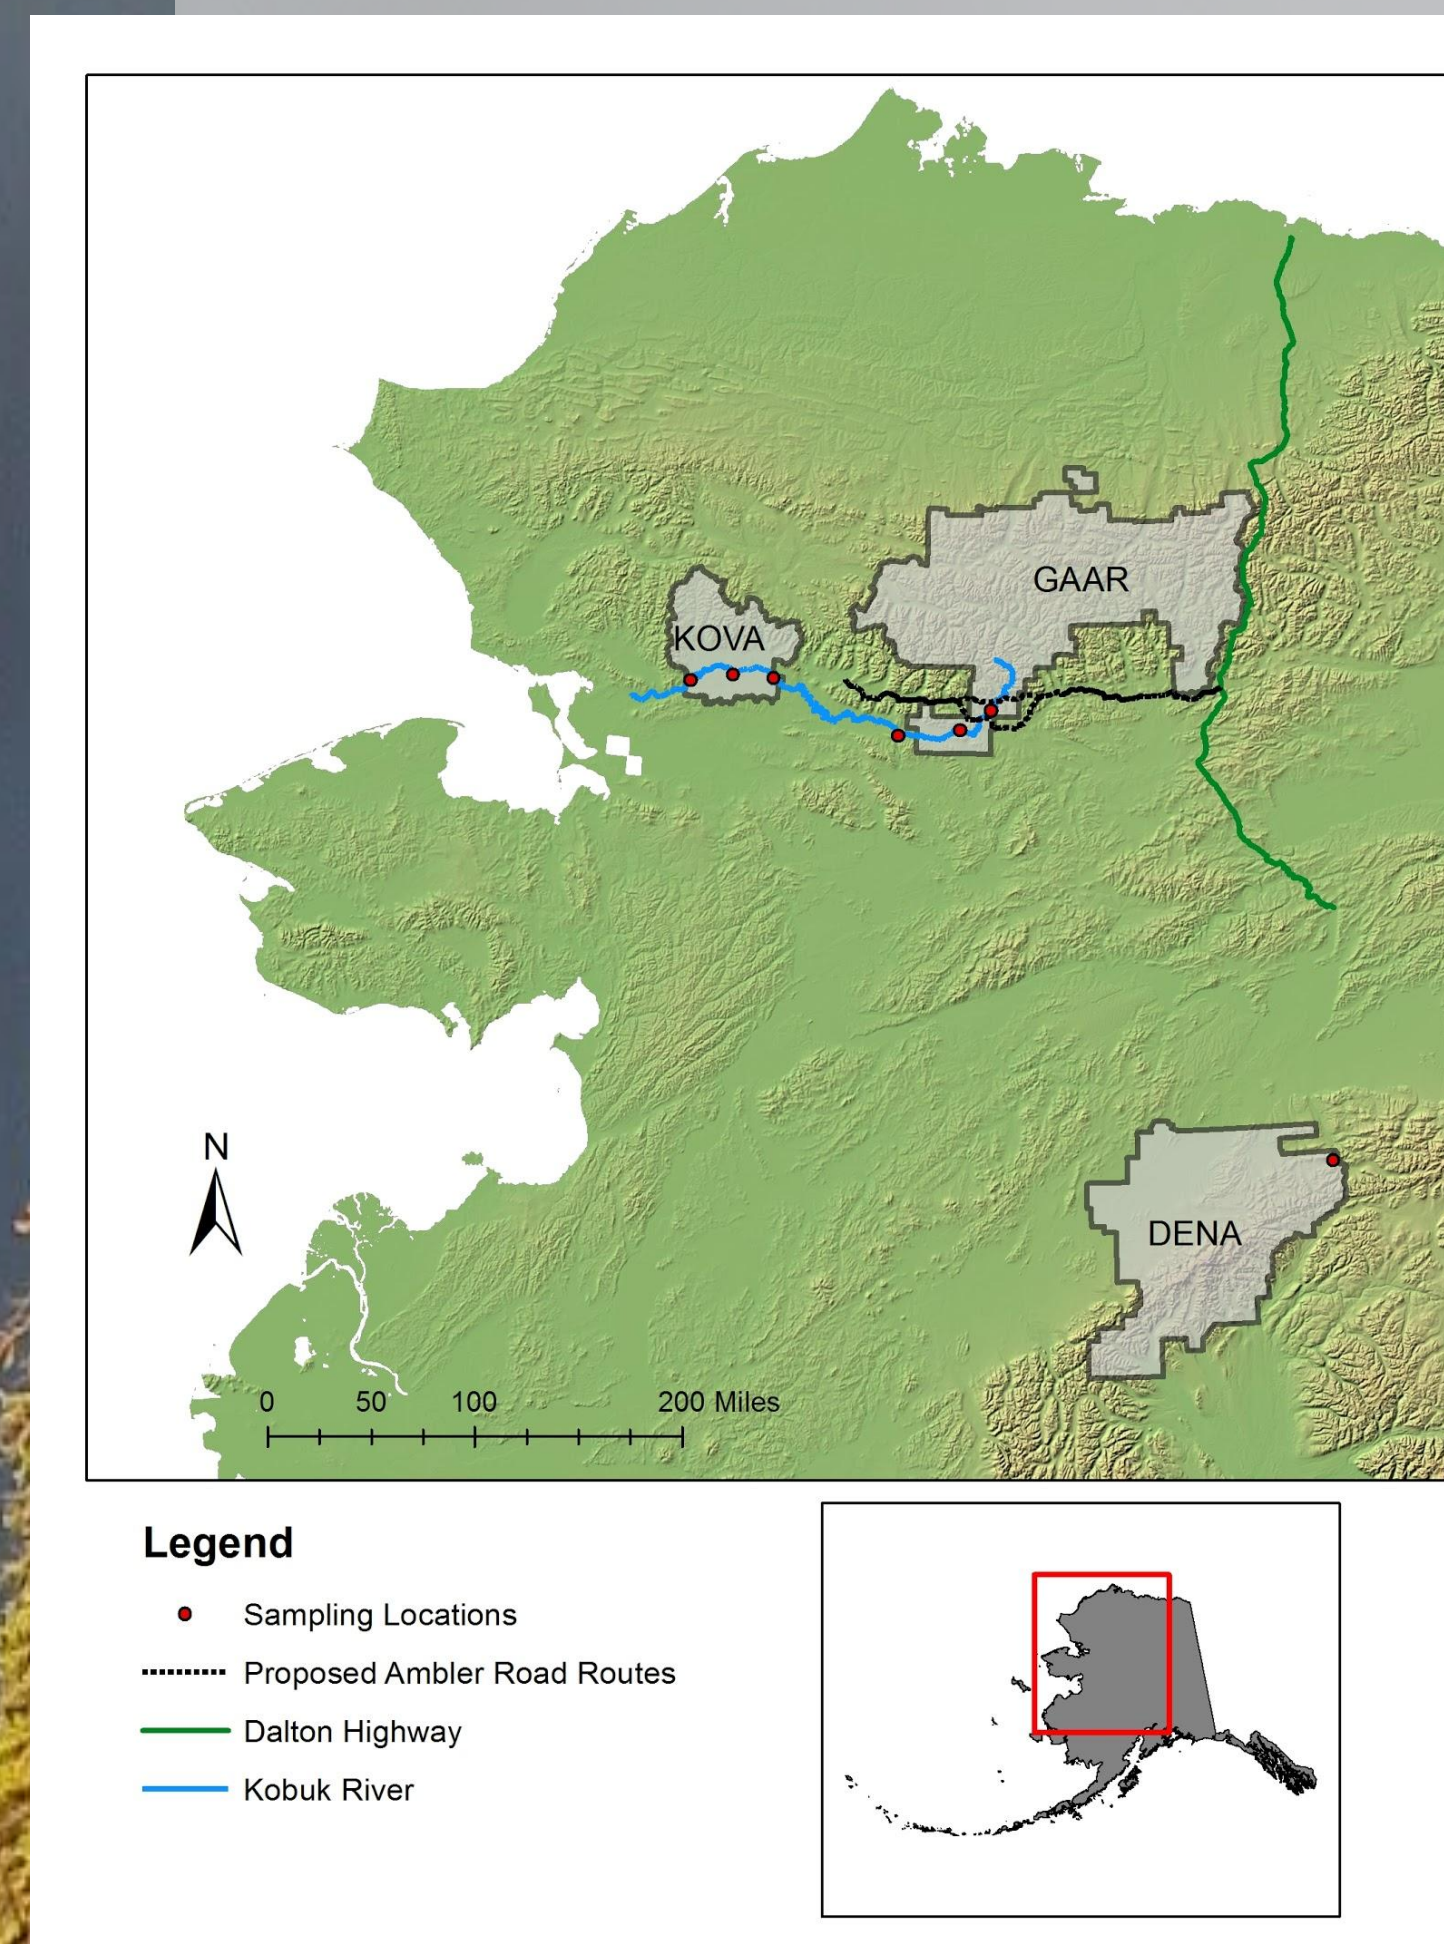 GAAR
KOVA
N
DENA
0 50 100 200 Miles
Legend
Sampling Locations
Proposed Ambler Road Routes
Dalton Highway
Kobuk River